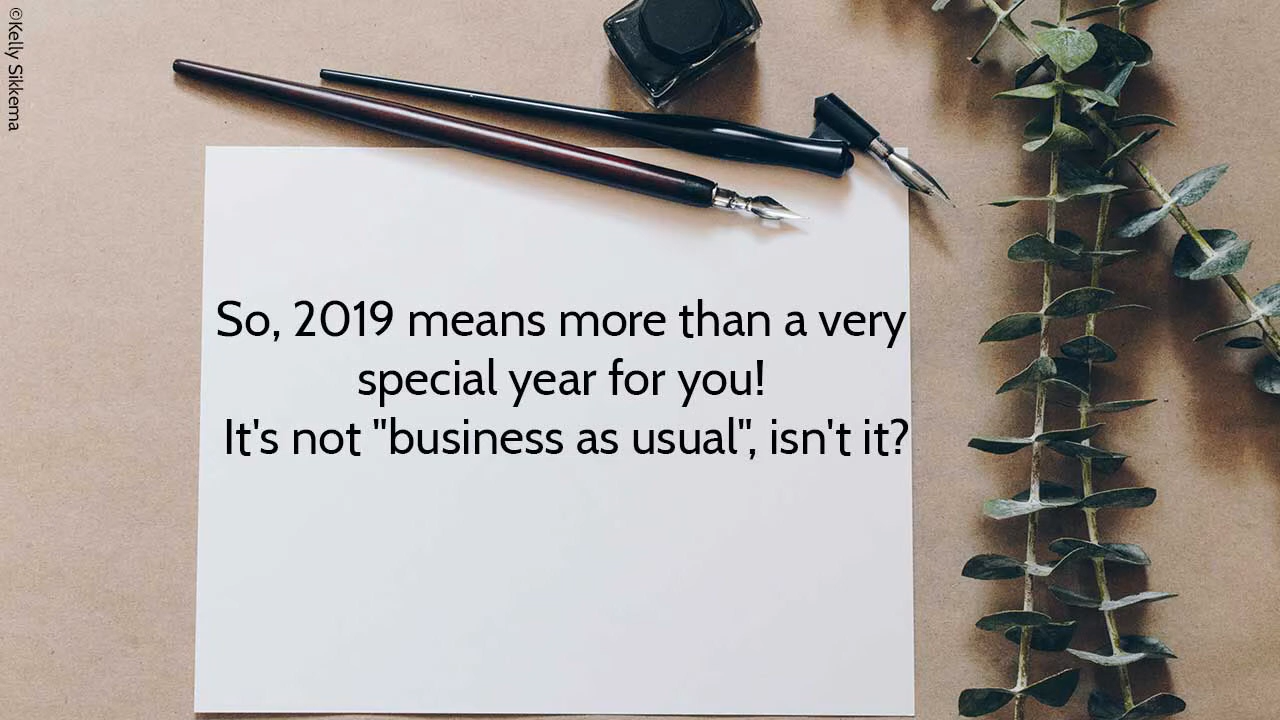 ©Kelly Sikkema
So, 2019 means more than a very
special year for you!
It's not "business as usual", isn't it?